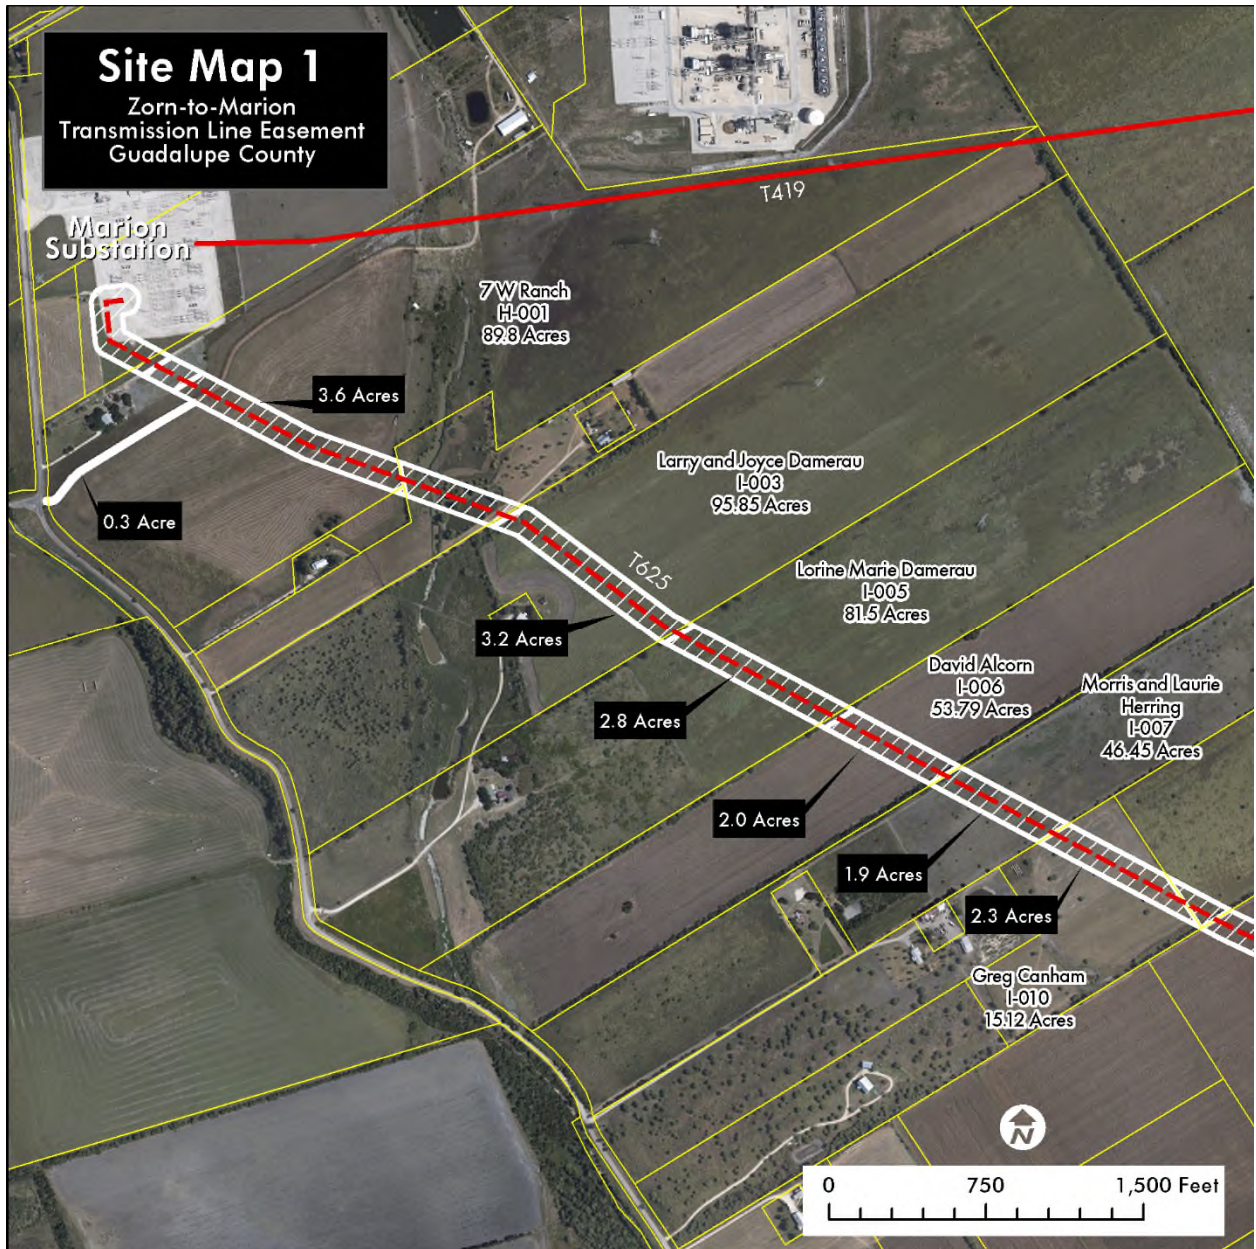 Site Map 1
Zorn-to-Marion
Transmission Line Easement
Guadalupe County
T419
Marion
Substation
7W Ranch
H-001
89.8 Acres
3.6 Acres
Larry and Joyce Damerau
I-003
95.85 Acres
0.3 Acre
T625
Lorine Marie Damerau
I-005
81.5 Acres
3.2 Acres
David Alcorn
I-006
53.79 Acres
Morris and Laurie
Herring
I-007
46.45 Acres
2.8 Acres
2.0 Acres
1.9 Acres
2.3 Acres
Greg Canham
I-010
15.12 Acres
N
0 750 1,500 Feet